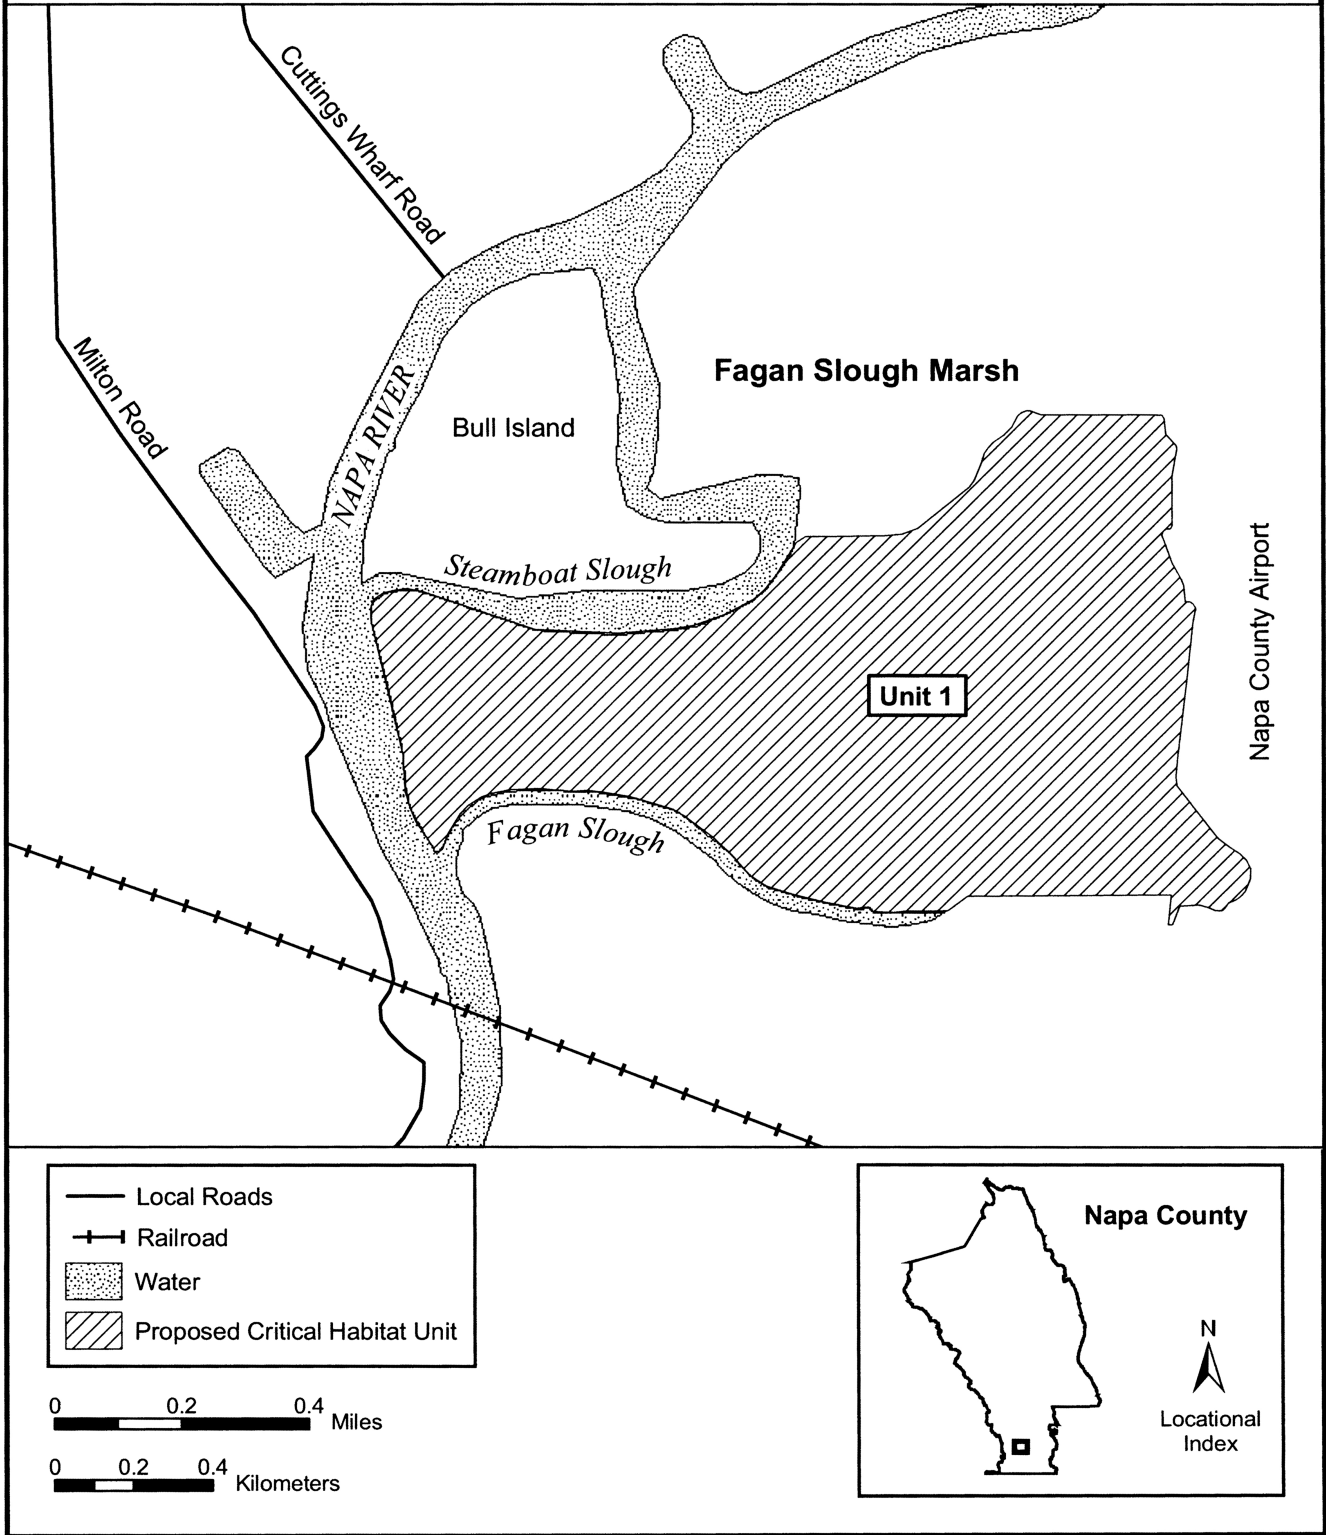 Cuttings Wharf Road
Milton Road
NAPA RIVER
Fagan Slough Marsh
Bull Island
Steamboat Slough
Unit 1
Napa County Airport
Fagan Slough
Local Roads
Railroad
Water
Proposed Critical Habitat Unit
0 0.2 0.4
Miles
0 0.2 0.4
Kilometers
Napa County
N
Locational
Index